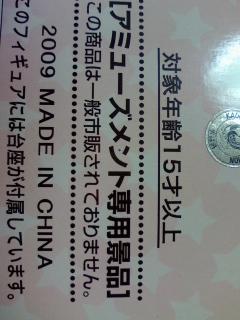 対象年齢15才以上
[アミューズメント専用景品]
この商品は一般市販されておりません。
2009 MADE IN CHINA
このフィギュアには台座が付属しています。